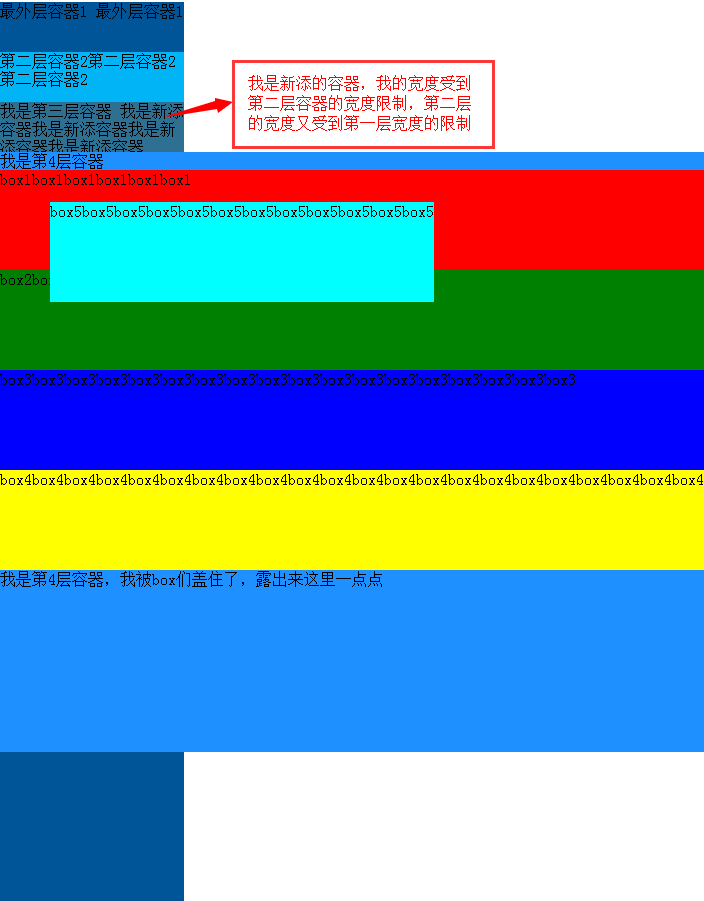 最外层容器1 最外层容器1
第二层容器2第二层容器2
第二层容器2
我是第三层容器 我是新添
容器我是新添容器我是新
添容器我是新添容器
我是新添的容器，我的宽度受到
第二层容器的宽度限制，第二层
的宽度又受到第一层宽度的限制
我是第4层容器
box1box1box1box1box1box1
box5box5box5box5box5box5box5box5box5box5box5box5
box2bo
box3box3box3box3box3box3box3box3box3box3box3box3box3box3box3box3box3box3
box4box4box4box4box4box4box4box4box4box4box4box4box4box4box4box4box4box4box4box4box4box4
我是第4层容器，我被box们盖住了，露出来这里一点点